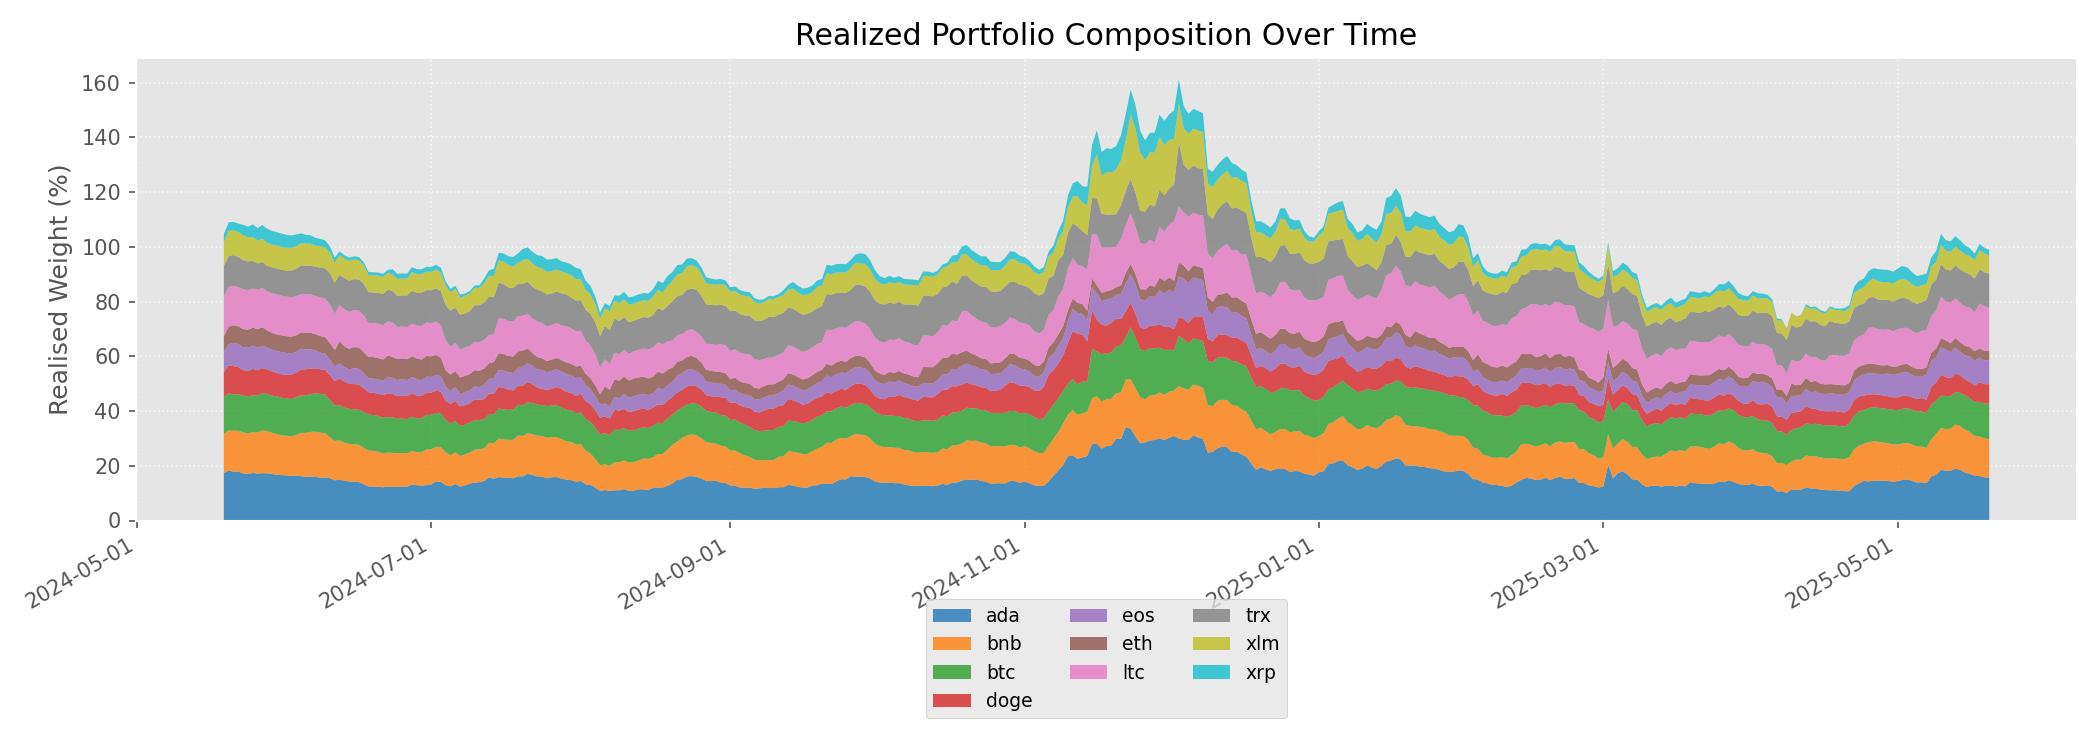 Realized Portfolio Composition Over Time
Realised Weight (%)
160
140
120
100
80
60
40
20
0
2024-05-01
2024-07-01
2024-09-01
2024-11-01
2025-01-01
2025-03-01
2025-05-01
ada
bnb
btc
doge
eos
eth
ltc
trx
xlm
xrp